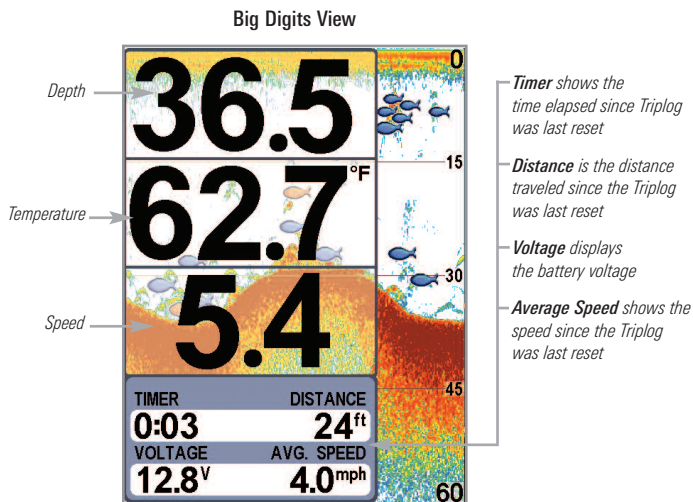 Big Digits View
Depth
36.5
Temperature
62.7°F
Speed
5.4
TIMER DISTANCE
0:03 24ft
VOLTAGE AVG. SPEED
12.8V 4.0mph
0
15
30
45
60
Timer shows the
time elapsed since Triplog
was last reset
Distance is the distance
traveled since the Triplog
was last reset
Voltage displays
the battery voltage
Average Speed shows the
speed since the Triplog
was last reset